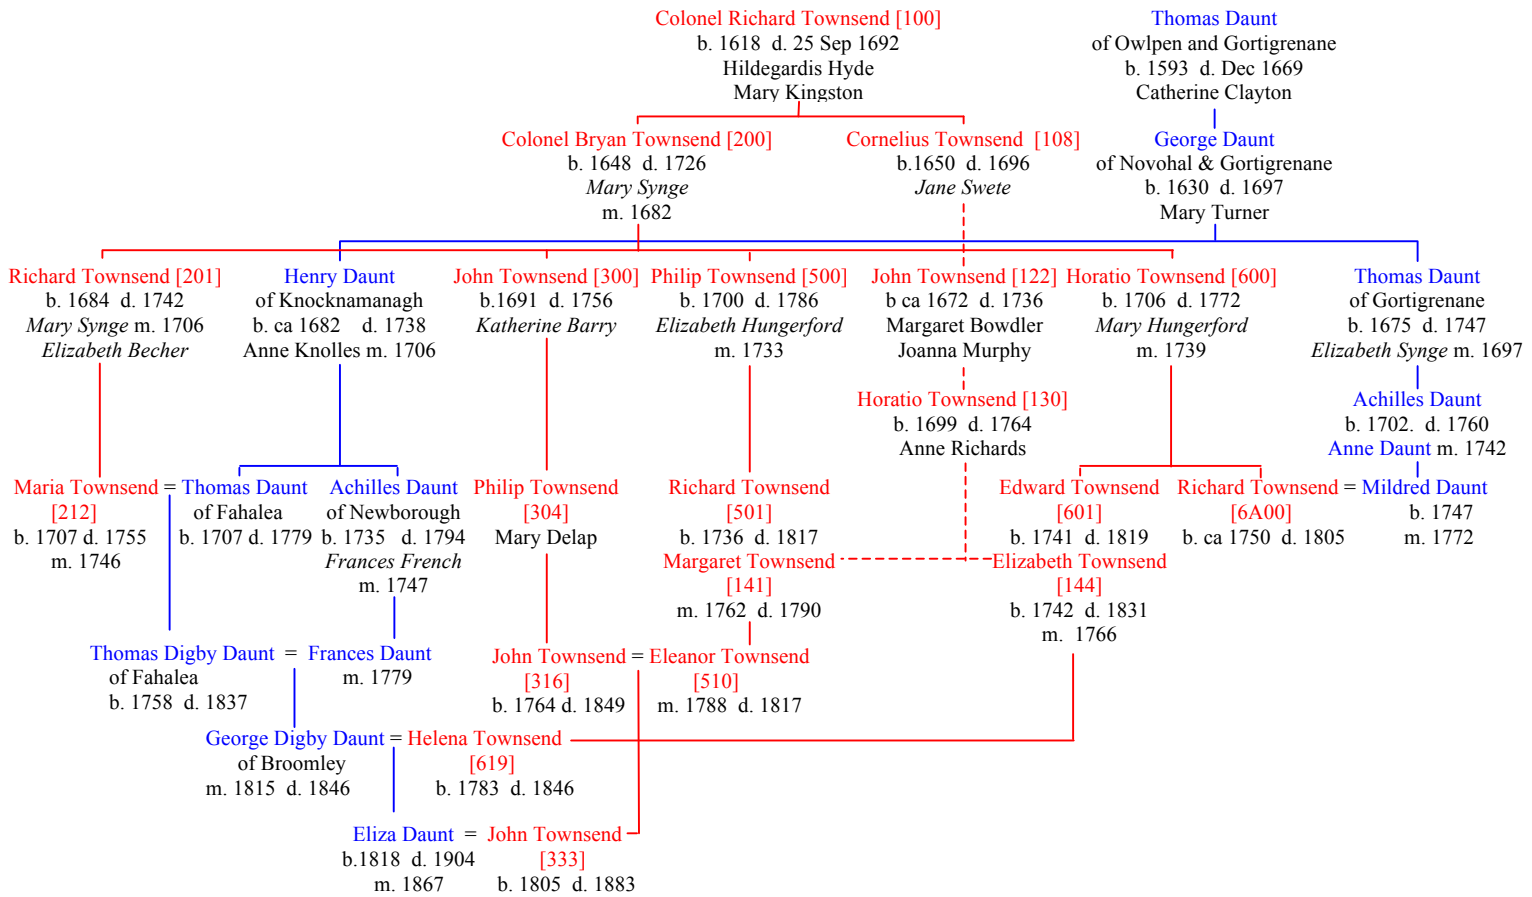 Colonel Richard Townsend [100]
b. 1618 d. 25 Sep 1692
Hildegardis Hyde
Mary Kingston
Thomas Daunt
of Owlpen and Gortigrenane
b. 1593 d. Dec 1669
Catherine Clayton
Colonel Bryan Townsend [200]
b. 1648 d. 1726
Mary Synge
m. 1682
Cornelius Townsend [108]
b.1650 d. 1696
Jane Swete
George Daunt
of Novohal & Gortigrenane
b. 1630 d. 1697
Mary Turner
Richard Townsend [201]
b. 1684 d. 1742
Mary Synge m. 1706
Elizabeth Becher
Henry Daunt
of Knocknamanagh
b. ca 1682 d. 1738
Anne Knolles m. 1706
John Townsend [300]
b.1691 d. 1756
Katherine Barry
Philip Townsend [500]
b. 1700 d. 1786
Elizabeth Hungerford
m. 1733
John Townsend [122]
b ca 1672 d. 1736
Margaret Bowdler
Joanna Murphy
Horatio Townsend [600]
b. 1706 d. 1772
Mary Hungerford
m. 1739
Thomas Daunt
of Gortigrenane
b. 1675 d. 1747
Elizabeth Synge m. 1697
Horatio Townsend [130]
b. 1699 d. 1764
Anne Richards
Achilles Daunt
b. 1702. d. 1760
Anne Daunt m. 1742
Maria Townsend =
[212]
b. 1707 d. 1755
m. 1746
Thomas Daunt
of Fahalea
b. 1707 d. 1779
Achilles Daunt
of Newborough
b. 1735 d. 1794
Frances French
m. 1747
Philip Townsend
[304]
Mary Delap
Richard Townsend
[501]
b. 1736 d. 1817
Margaret Townsend
[141]
m. 1762 d. 1790
Edward Townsend
[601]
b. 1741 d. 1819
Elizabeth Townsend
[144]
b. 1742 d. 1831
m. 1766
Richard Townsend =
[6A00]
b. ca 1750 d. 1805
Mildred Daunt
b. 1747
m. 1772
Thomas Digby Daunt =
of Fahalea
b. 1758 d. 1837
Frances Daunt
m. 1779
John Townsend =
[316]
b. 1764 d. 1849
Eleanor Townsend
[510]
m. 1788 d. 1817
George Digby Daunt =
of Broomley
m. 1815 d. 1846
Helena Townsend
[619]
b. 1783 d. 1846
Eliza Daunt =
b.1818 d. 1904
m. 1867
John Townsend
[333]
b. 1805 d. 1883